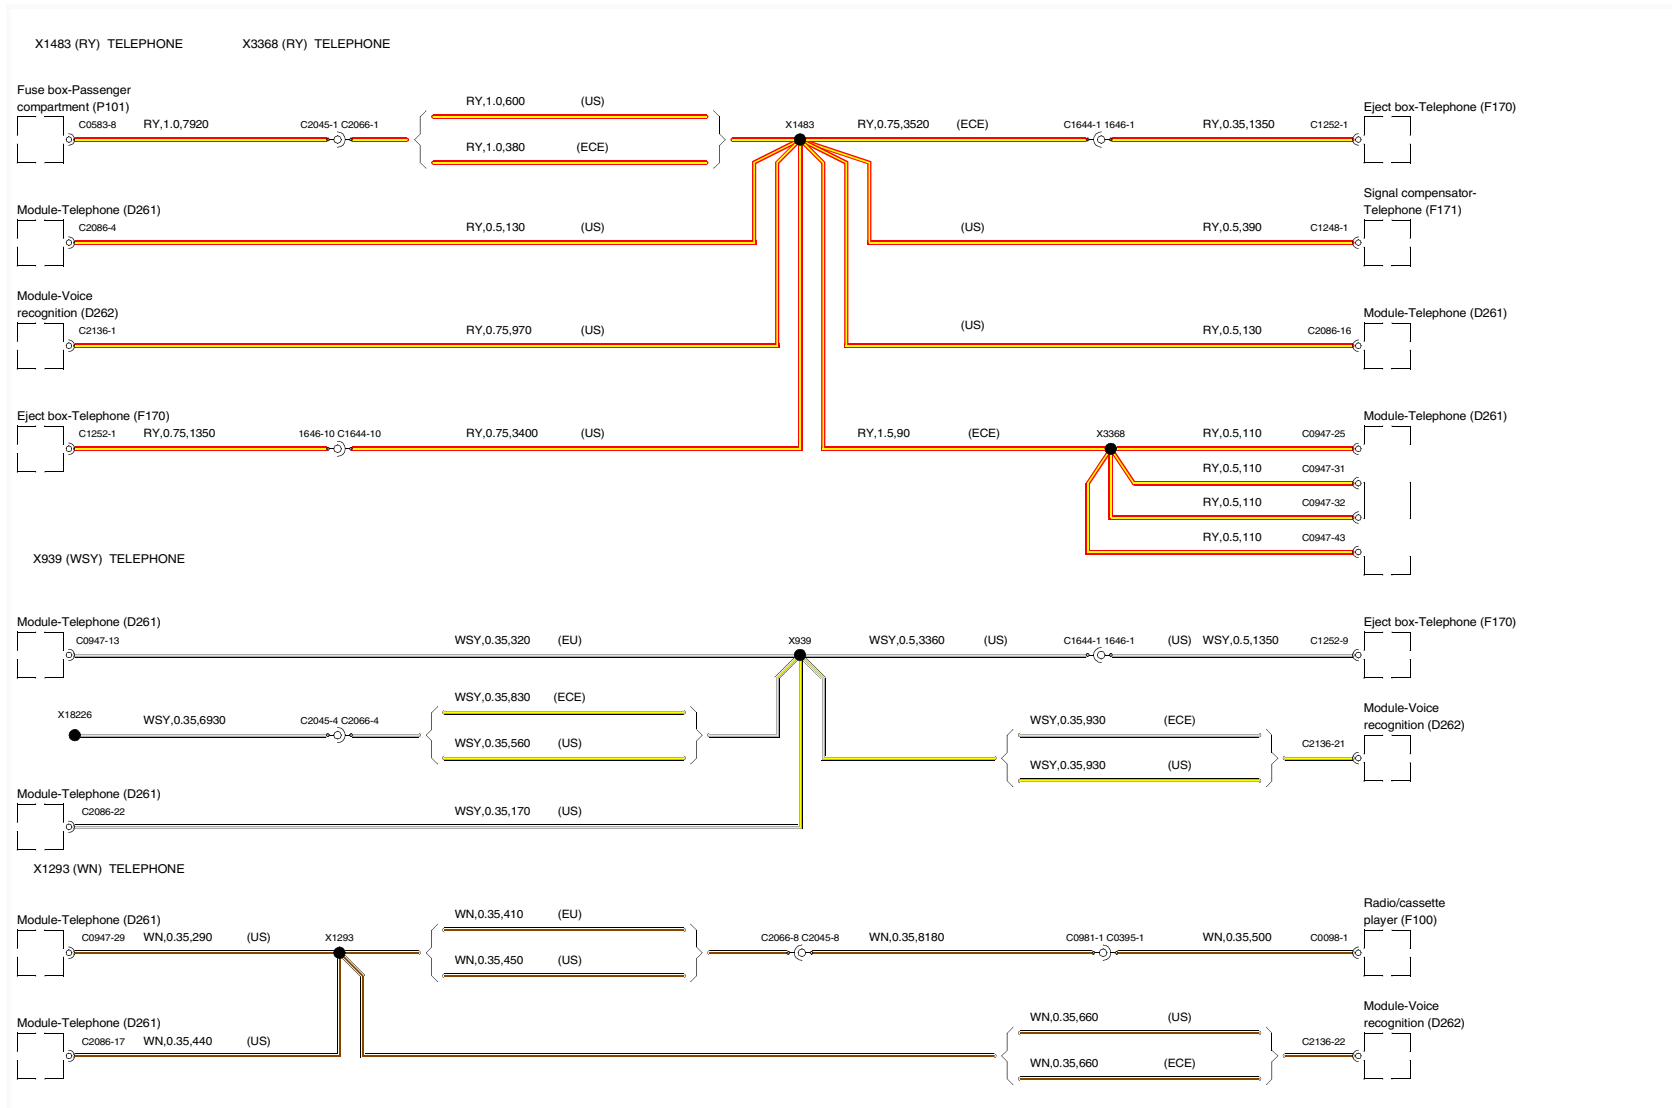 X1483 (RY)  TELEPHONE    X3368 (RY)  TELEPHONE
Fuse box-Passenger
compartment (P101)
C0583-8    RY,1.0,7920    C2045-1 C2066-1
RY,1.0,600    (US)
RY,1.0,380    (ECE)
X1483    RY,0.75,3520    (ECE)    C1644-1 1646-1    RY,0.35,1350    C1252-1
Eject box-Telephone (F170)
Module-Telephone (D261)
C2086-4    RY,0.5,130    (US)
Signal compensator-
Telephone (F171)
(US)    RY,0.5,390    C1248-1
Module-Voice
recognition (D262)
C2136-1    RY,0.75,970    (US)
Module-Telephone (D261)
(US)    RY,0.5,130    C2086-16
Eject box-Telephone (F170)
C1252-1    RY,0.75,1350    1646-10 C1644-10    RY,0.75,3400    (US)
Module-Telephone (D261)
RY,1.5,90    (ECE)    X3368    RY,0.5,110    C0947-25
RY,0.5,110    C0947-31
RY,0.5,110    C0947-32
RY,0.5,110    C0947-43
X939 (WSY)  TELEPHONE
Module-Telephone (D261)
C0947-13    WSY,0.35,320    (EU)    X939    WSY,0.5,3360    (US)    C1644-1 1646-1    (US)    WSY,0.5,1350    C1252-9
Eject box-Telephone (F170)
X18226    WSY,0.35,6930    C2045-4 C2066-4
WSY,0.35,830    (ECE)
WSY,0.35,560    (US)
WSY,0.35,930    (ECE)
WSY,0.35,930    (US)
Module-Voice
recognition (D262)
C2136-21
Module-Telephone (D261)
C2086-22    WSY,0.35,170    (US)
X1293 (WN)  TELEPHONE
Module-Telephone (D261)
C0947-29    WN,0.35,290    (US)    X1293
WN,0.35,410    (EU)
WN,0.35,450    (US)
C2066-8 C2045-8    WN,0.35,8180    C0981-1 C0395-1    WN,0.35,500    C0098-1
Radio/cassette
player (F100)
Module-Telephone (D261)
C2086-17    WN,0.35,440    (US)
WN,0.35,660    (US)
WN,0.35,660    (ECE)
Module-Voice
recognition (D262)
C2136-22